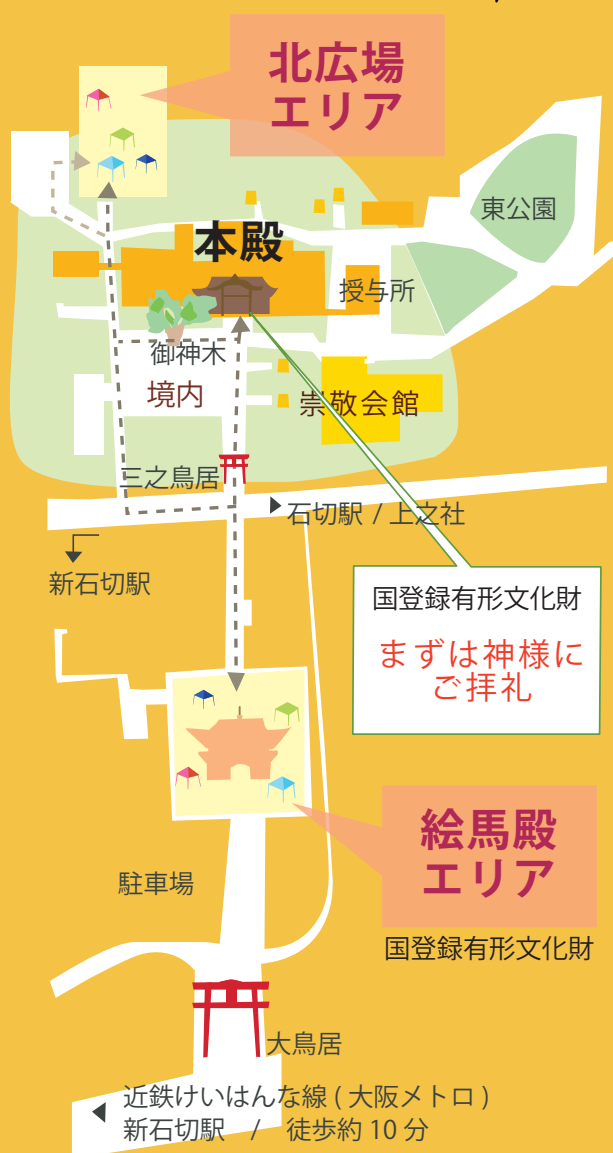 北広場
エリア
東公園
本殿
授与所
御神木
境内
崇敬会館
三之鳥居
石切駅 / 上之社
新石切駅
国登録有形文化財
まずは神様に
ご拝礼
絵馬殿
エリア
駐車場
国登録有形文化財
大鳥居
近鉄けいはんな線 ( 大阪メトロ )
新石切駅 / 徒歩約 10 分